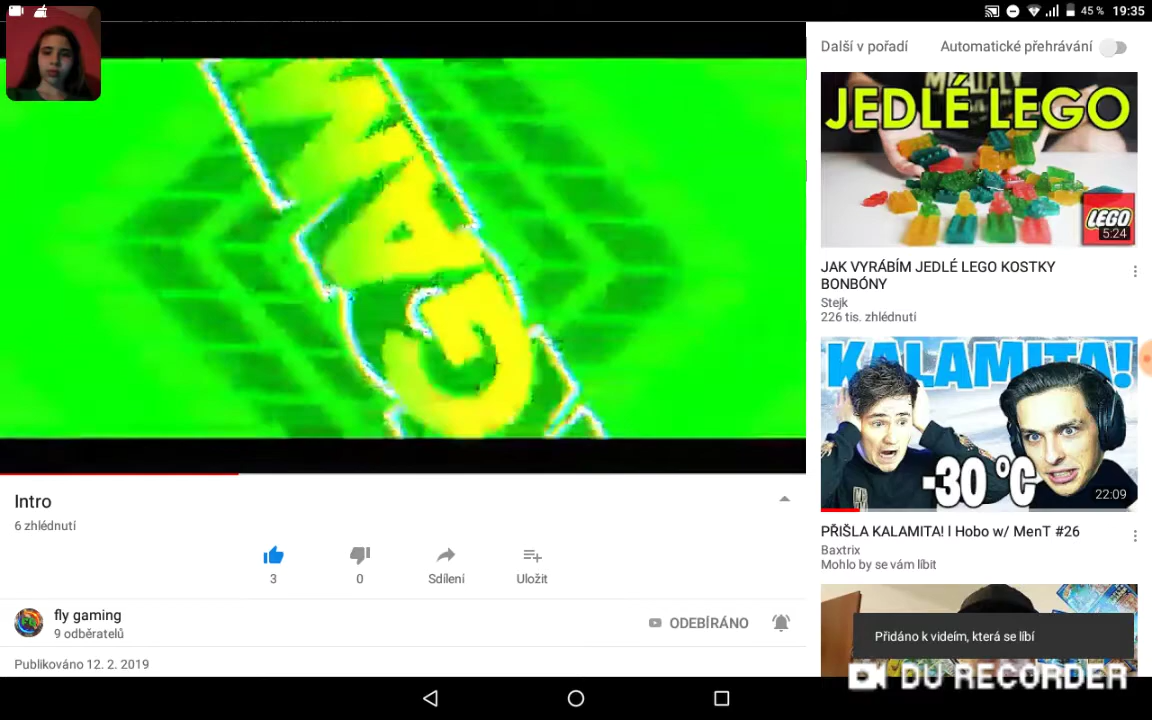 45 % 19:35
GAM
Další v pořadí Automatické přehrávání
JEDLÉ LEGO
LEGO
5:24
JAK VYRÁBÍM JEDLÉ LEGO KOSTKY
BONBÓNY
Stejk
226 tis. zhlédnutí
KALAMITA!
-30 °C
22:09
PŘIŠLA KALAMITA! l Hobo w/ MenT #26
Baxtrix
Mohlo by se vám líbit
Intro
6 zhlédnutí
3
0
Sdílení
Uložit
fly gaming
9 odběratelů
ODEBÍRÁNO
Publikováno 12. 2. 2019
Přidáno k videím, která se líbí
DU RECORDER